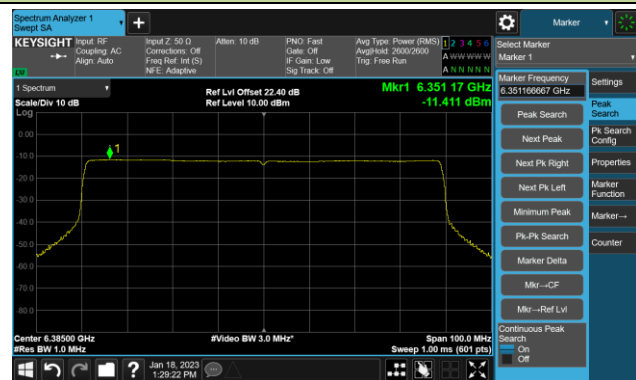 Spectrum Analyzer 1
Swept SA
KEYSIGHT
Input: RF
Coupling: AC
Align: Auto
Input Z: 50 Ω
Corrections: Off
Freq Ref: Int (S)
NFE: Adaptive
Atten: 10 dB
PNO: Fast
Gate: Off
IF Gain: Low
Sig Track: Off
Avg Type: Power (RMS)
Avg|Hold: 2600/2600
Trig: Free Run
1 2 3 4 5 6
A W W W W W
A N N N N N
LW
1 Spectrum
Scale/Div 10 dB
Log
Ref Lvl Offset 22.40 dB
Ref Level 10.00 dBm
Mkr1 6.351 17 GHz
-11.411 dBm
1
0.00
-10.0
-20.0
-30.0
-40.0
-50.0
-60.0
-70.0
-80.0
Center 6.38500 GHz
#Res BW 1.0 MHz
#Video BW 3.0 MHz*
Span 100.0 MHz
Sweep 1.00 ms (601 pts)
Jan 18, 2023
1:29:22 PM
Marker
Select Marker
Marker 1
Marker Frequency
6.351166667 GHz
Peak Search
Next Peak
Next Pk Right
Next Pk Left
Minimum Peak
Pk-Pk Search
Marker Delta
Mkr→CF
Mkr→Ref Lvl
Continuous Peak
Search
On
Off
Settings
Peak
Search
Pk Search
Config
Properties
Marker
Function
Marker→
Counter